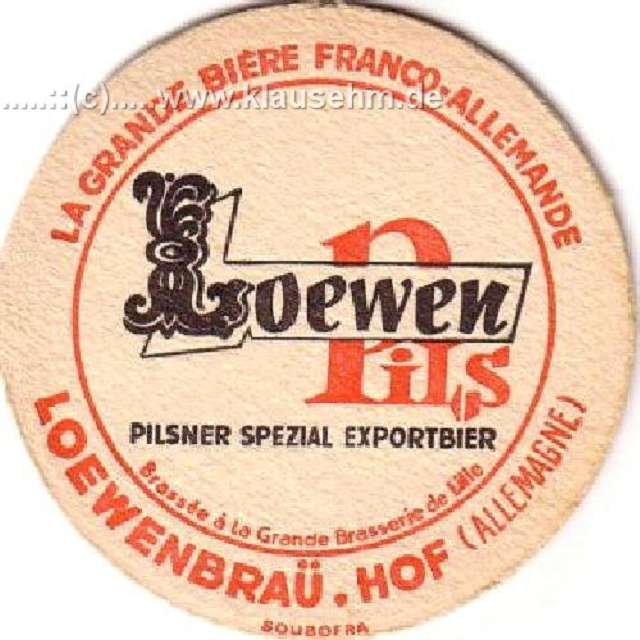 LA GRANDE BIÈRE FRANCO-ALLEMANDE
.....::(c)..... www.klausehm.de
Loewen
Pils
PILSNER SPEZIAL EXPORTBIER
Brassée à La Grande Brasserie de Lille
LOEWENBRAÜ. HOF (ALLEMAGNE)
SOUBOFRA